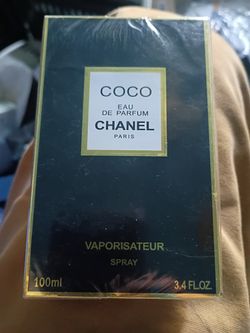 COCO
EAU
DE PARFUM
CHANEL
PARIS
VAPORISATEUR
SPRAY
100ml 3.4 FL.OZ.